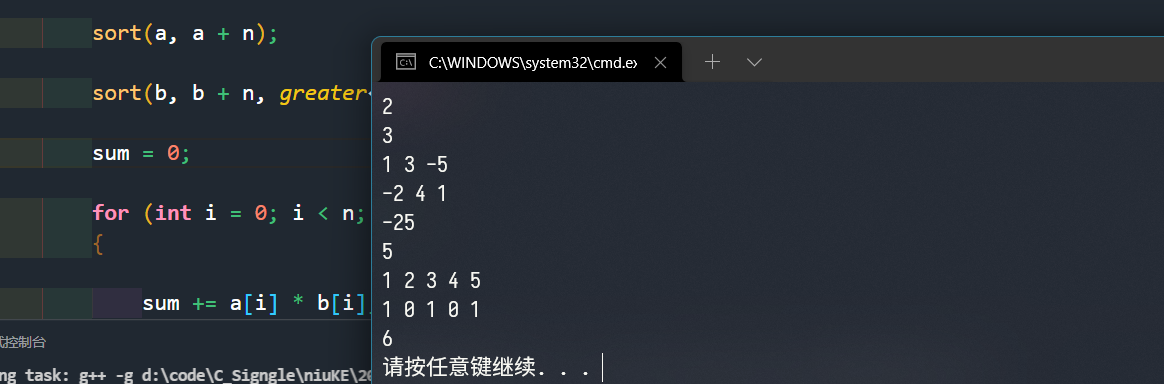 sort(a, a + n);
sort(b, b + n, greater<
sum = 0;
for (int i = 0; i < n;
{
sum += a[i] * b[i]
试控制台
ng task: g++ -g d:\code\C_Signgle\niuKE\20
C:\WINDOWS\system32\cmd.ex
2
3
1 3 -5
-2 4 1
-25
5
1 2 3 4 5
1 0 1 0 1
6
请按任意键继续. . .